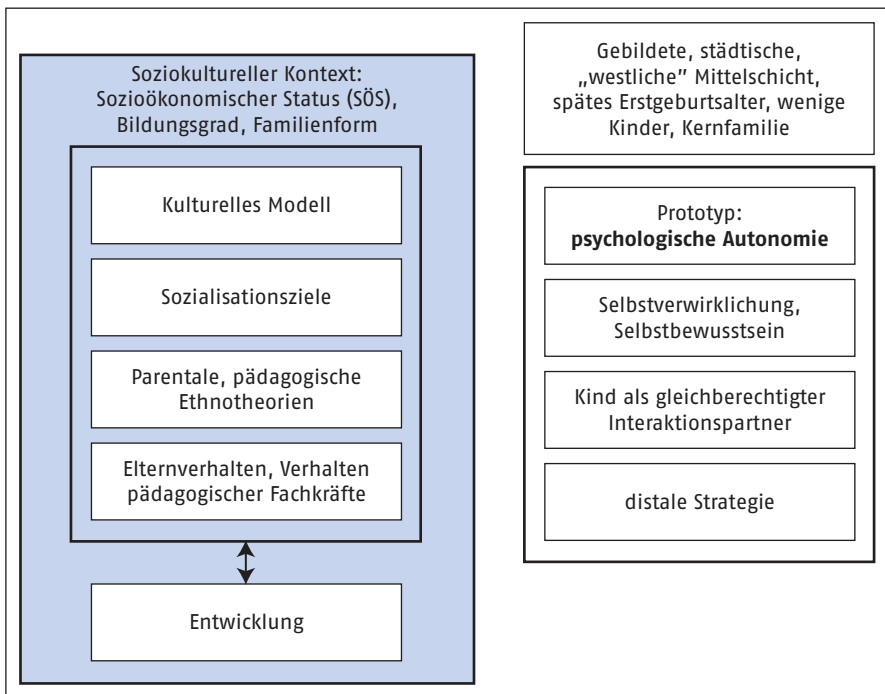 Soziokultureller Kontext:
Sozioökonomischer Status (SÖS),
Bildungsgrad, Familienform
Kulturelles Modell
Sozialisationsziele
Parentale, pädagogische
Ethnotheorien
Elternverhalten, Verhalten
pädagogischer Fachkräfte
Entwicklung
Gebildete, städtische,
„westliche” Mittelschicht,
spätes Erstgeburtsalter, wenige
Kinder, Kernfamilie
Prototyp:
psychologische Autonomie
Selbstverwirklichung,
Selbstbewusstsein
Kind als gleichberechtigter
Interaktionspartner
distale Strategie